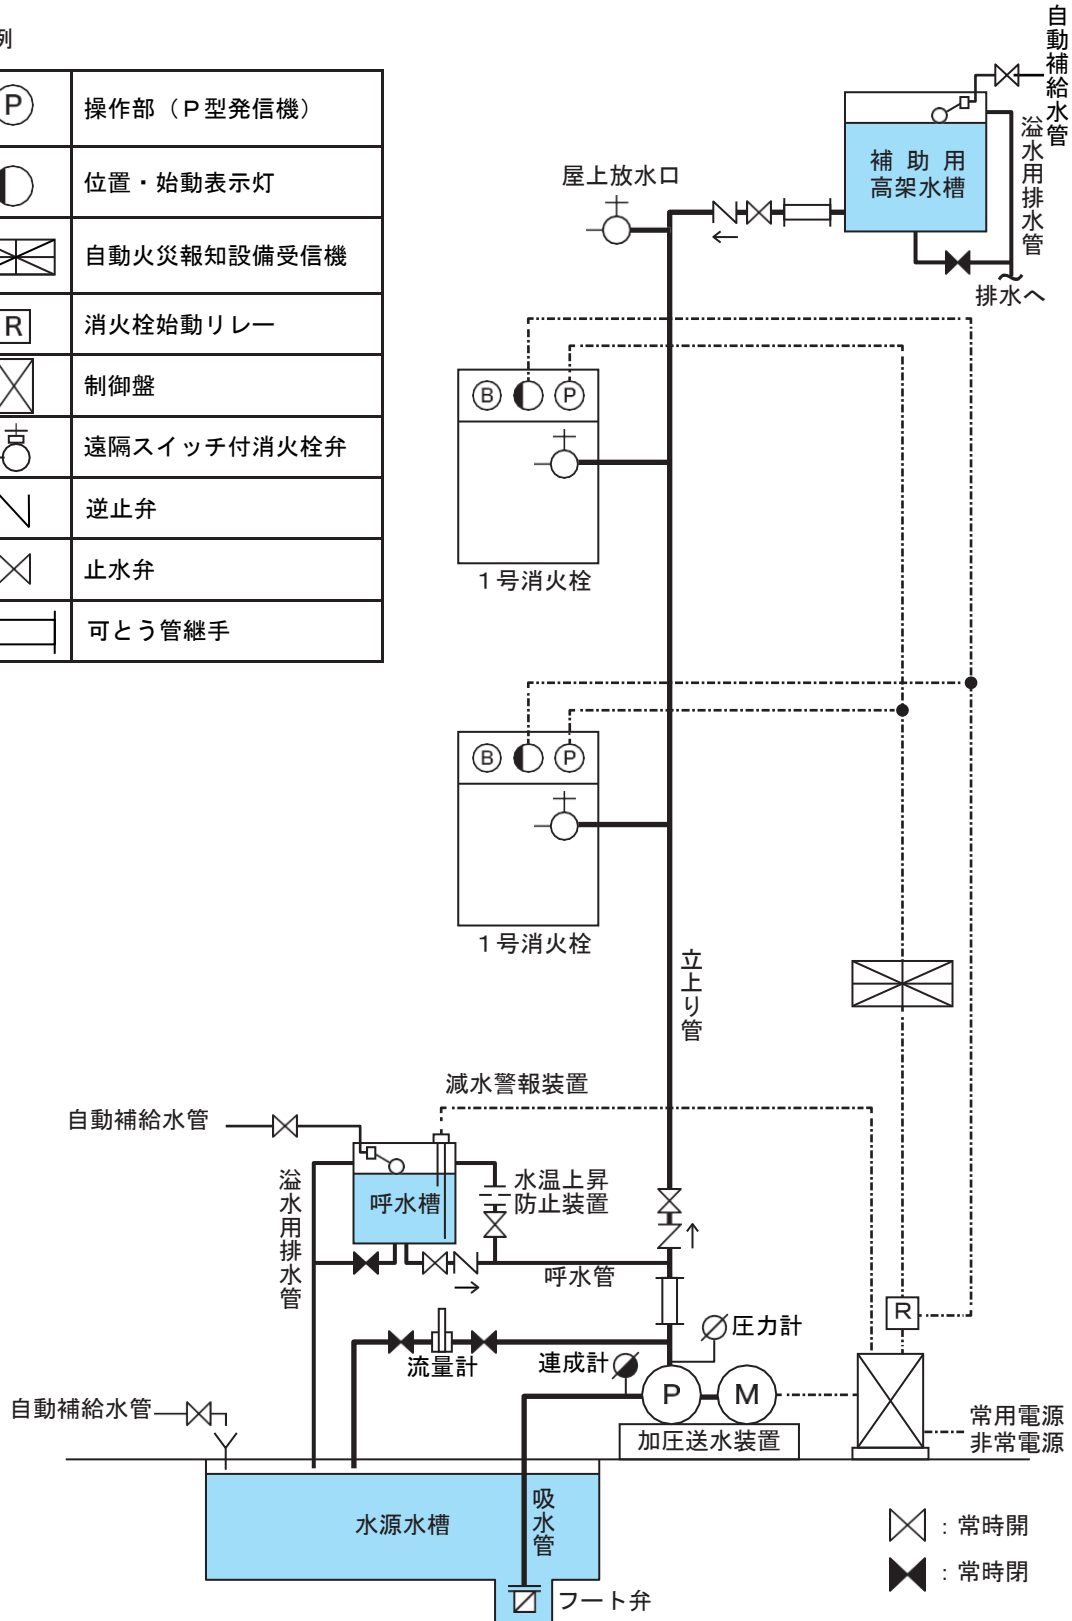 例
P
操作部（P型発信機）
位置・始動表示灯
自動火災報知設備受信機
R
消火栓始動リレー
制御盤
遠隔スイッチ付消火栓弁
逆止弁
止水弁
可とう管継手
自動補給水管
溢水用排水管
補助用
高架水槽
排水へ
屋上放水口
B
P
1号消火栓
B
P
1号消火栓
立上り管
減水警報装置
自動補給水管
溢水用排水管
呼水槽
水温上昇
防止装置
呼水管
流量計
連成計
圧力計
R
P
M
加圧送水装置
常用電源
非常電源
自動補給水管
水源水槽
吸水管
フート弁
：常時開
：常時閉